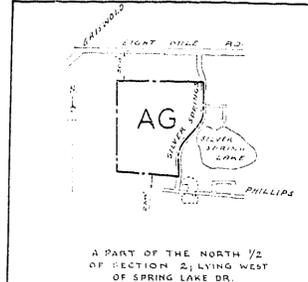 GRISWOLD
EIGHT MILE RD.
AG
SILVER SPRINGS
SILVER
SPRING
LAKE
PHILLIPS
A PART OF THE NORTH 1/2
OF SECTION 2; LYING WEST
OF SPRING LAKE DR.